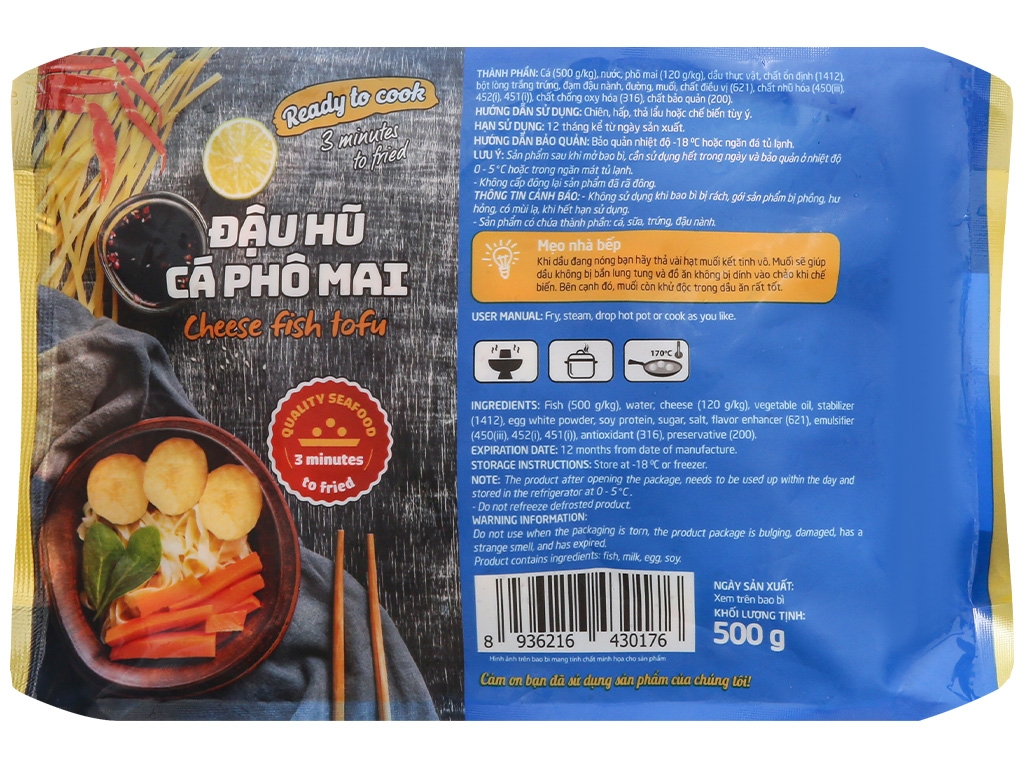 Ready to cook
3 minutes
to fried
ĐẬU HŨ
CÁ PHÔ MAI
Cheese fish tofu
QUALITY SEAFOOD
3 minutes
to fried
THÀNH PHẦN: Cá (500 g/kg), nước, phô mai (120 g/kg), dầu thực vật, chất ổn định (1412),
bột lòng trắng trứng, đạm đậu nành, đường, muối, chất điều vị (621), chất nhũ hóa (450(iii),
452(i), 451(i)), chất chống oxy hóa (316), chất bảo quản (200).
HƯỚNG DẪN SỬ DỤNG: Chiên, hấp, thả lẩu hoặc chế biến tùy ý.
HẠN SỬ DỤNG: 12 tháng kể từ ngày sản xuất.
HƯỚNG DẪN BẢO QUẢN: Bảo quản nhiệt độ -18 ºC hoặc ngăn đá tủ lạnh.
LƯU Ý: Sản phẩm sau khi mở bao bì, cần sử dụng hết trong ngày và bảo quản ở nhiệt độ
0 - 5°C hoặc trong ngăn mát tủ lạnh.
- Không cấp đông lại sản phẩm đã rã đông.
THÔNG TIN CẢNH BÁO: - Không sử dụng khi bao bì bị rách, gói sản phẩm bị phồng, hư
hỏng, có mùi lạ, khi hết hạn sử dụng.
- Sản phẩm có chứa thành phần: cá, sữa, trứng, đậu nành.
Mẹo nhà bếp
Khi dầu đang nóng bạn hãy thả vài hạt muối kết tinh vô. Muối sẽ giúp
dầu không bị bắn lung tung và đồ ăn không bị dính vào chảo khi chế
biến. Bên cạnh đó, muối còn khử độc trong dầu ăn rất tốt.
USER MANUAL: Fry, steam, drop hot pot or cook as you like.
170°C
INGREDIENTS: Fish (500 g/kg), water, cheese (120 g/kg), vegetable oil, stabilizer
(1412), egg white powder, soy protein, sugar, salt, flavor enhancer (621), emulsifier
(450(iii), 452(i), 451(i)), antioxidant (316), preservative (200).
EXPIRATION DATE: 12 months from date of manufacture.
STORAGE INSTRUCTIONS: Store at -18 ºC or freezer.
NOTE: The product after opening the package, needs to be used up within the day and
stored in the refrigerator at 0 - 5°C.
- Do not refreeze defrosted product.
WARNING INFORMATION:
Do not use when the packaging is torn, the product package is bulging, damaged, has a
strange smell, and has expired.
Product contains ingredients: fish, milk, egg, soy.
8 936216 430176
NGÀY SẢN XUẤT:
Xem trên bao bì
KHỐI LƯỢNG TỊNH:
500 g
Hình ảnh trên bao bì mang tính chất minh họa cho sản phẩm
Cảm ơn bạn đã sử dụng sản phẩm của chúng tôi!